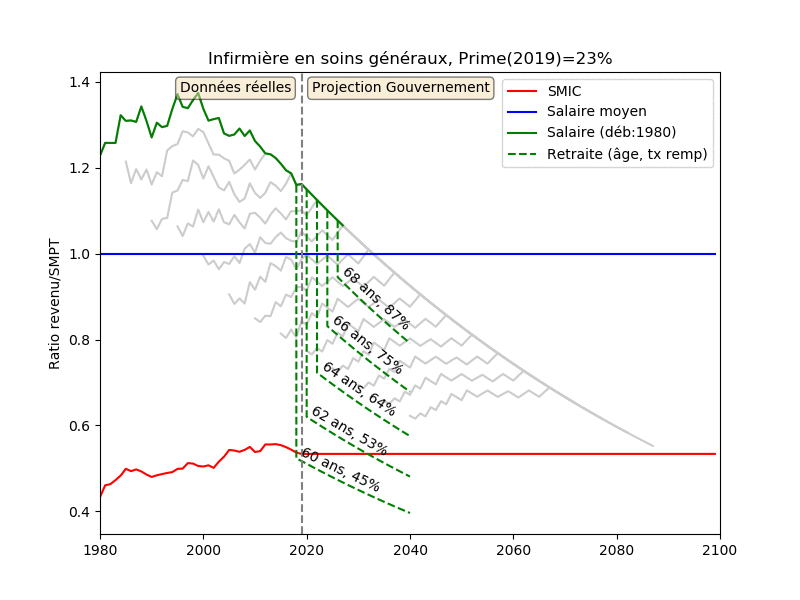 Infirmière en soins généraux, Prime(2019)=23%
Données réelles
Projection Gouvernement
SMIC
Salaire moyen
Salaire (déb:1980)
Retraite (âge, tx remp)
Ratio revenu/SMPT
1.4
1.2
1.0
0.8
0.6
0.4
68 ans, 87%
66 ans, 75%
64 ans, 64%
62 ans, 53%
60 ans, 45%
1980
2000
2020
2040
2060
2080
2100